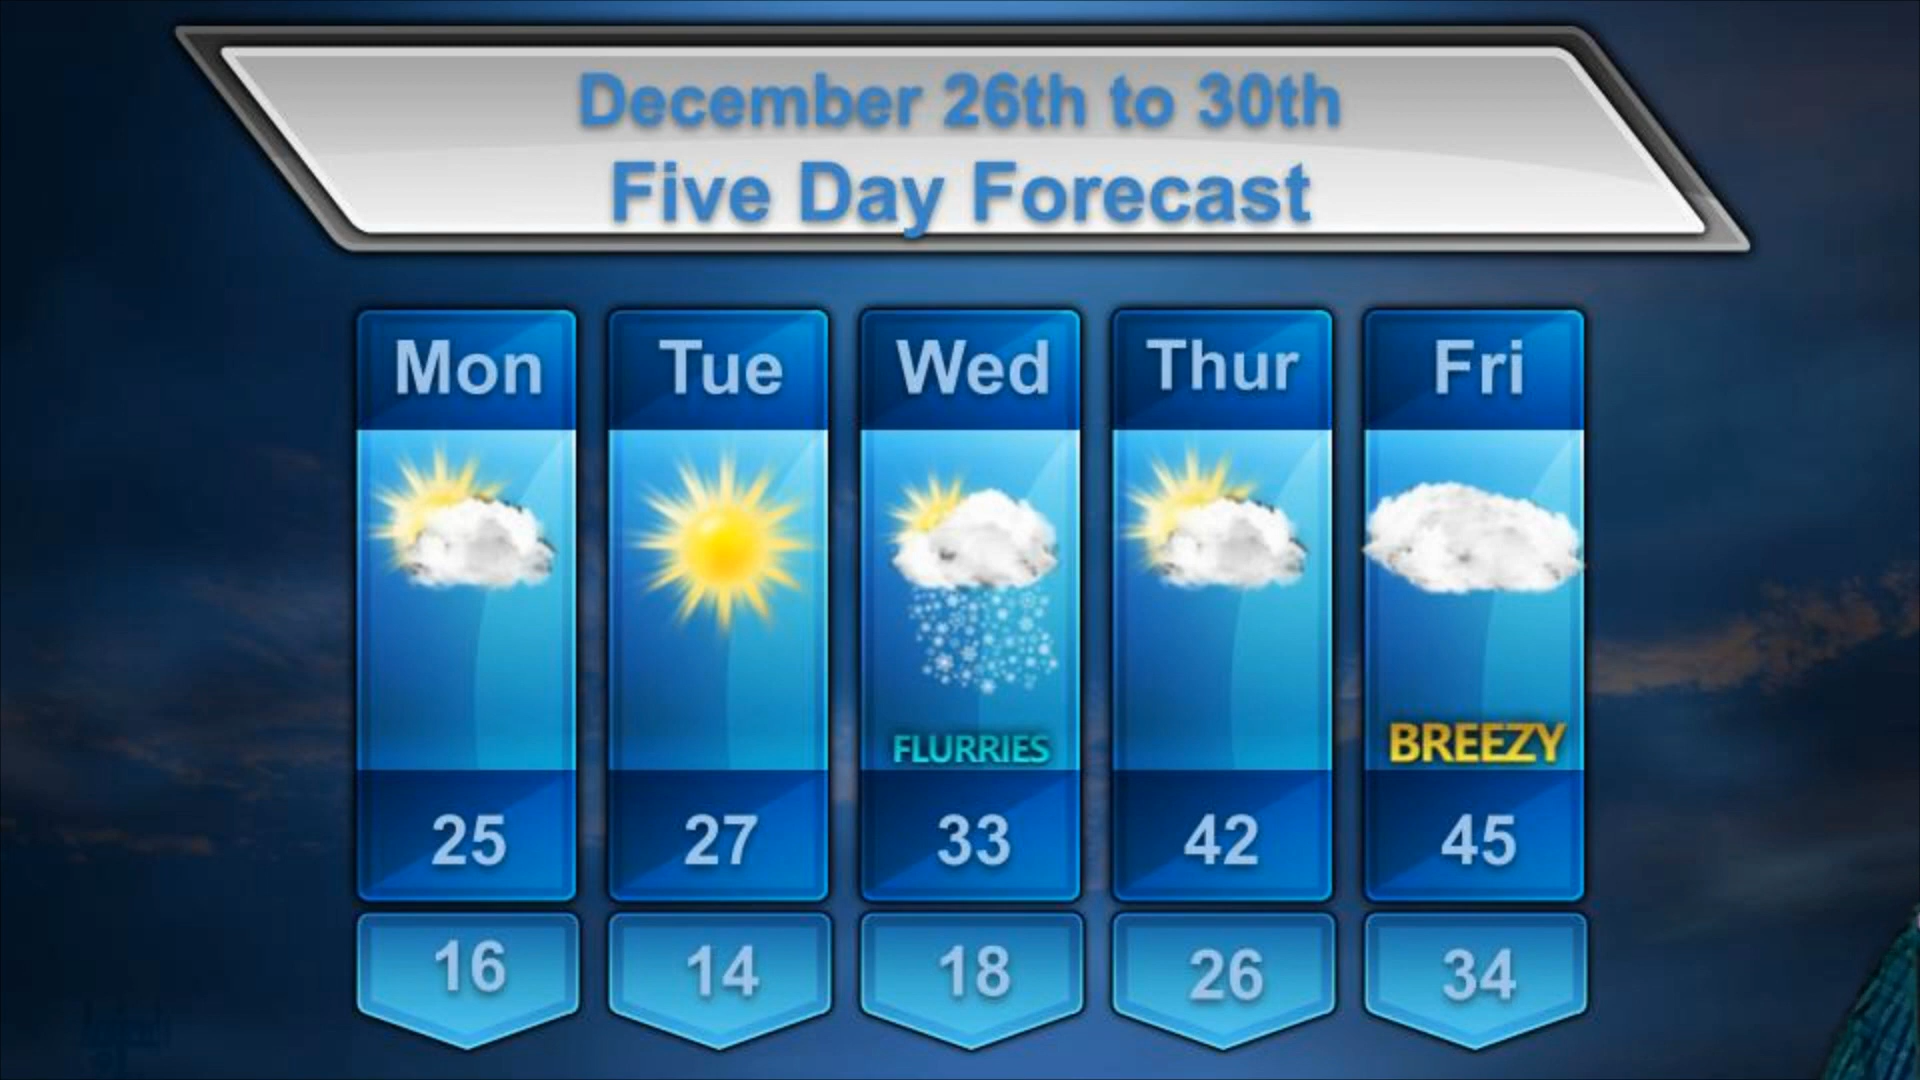 December 26th to 30th
Five Day Forecast
Mon Tue Wed Thur Fri
FLURRIES BREEZY
25 27 33 42 45
16 14 18 26 34